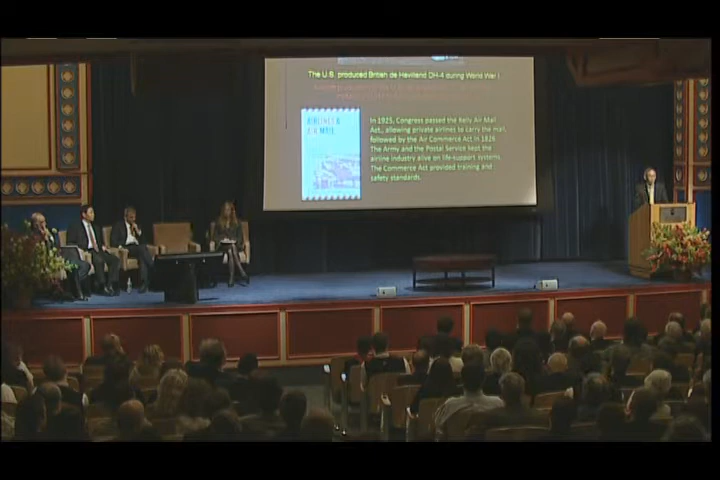 The U.S. produced British de Havilland DH-4 during World War I
AIRLINES &
AIR MAIL
In 1925, Congress passed the Kelly Air Mail
Act, allowing private airlines to carry the mail,
followed by the Air Commerce Act in 1826
The Army and the Postal Service kept the
airline industry alive on life-support systems.
The Commerce Act provided training and
safety standards.